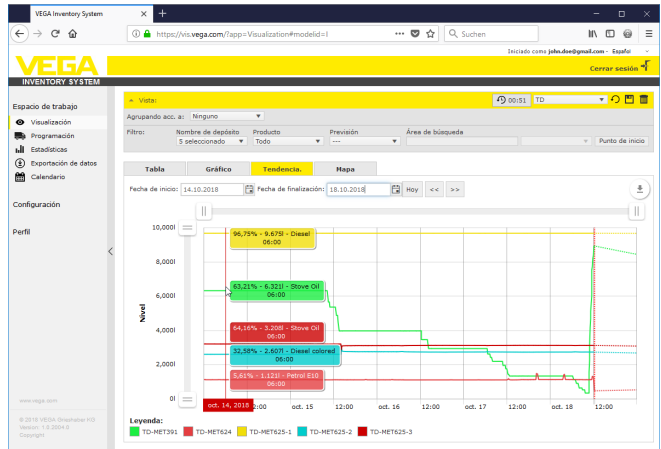 VEGA Inventory System
https://vis.vega.com/?app=Visualization#modelid=l
Suchen
Iniciado como john.doe@gmail.com - Español
VEGA
INVENTORY SYSTEM
Cerrar sesión
Espacio de trabajo
Visualización
Programación
Estadísticas
Exportación de datos
Calendario
Configuración
Perfil
Vista:
00:51
TD
Agrupando acc. a:
Ninguno
Filtro:
Nombre de depósito
Producto
Previsión
Área de búsqueda
5 seleccionado
Todo
---
Punto de inicio
Tabla
Gráfico
Tendencia.
Mapa
Fecha de inicio:
14.10.2018
Fecha de finalización:
18.10.2018
Hoy
<<
>>
Nivel
10,000l
8,000l
6,000l
4,000l
2,000l
0l
96,75% - 9.675l - Diesel
06:00
63,21% - 6.321l - Stove Oil
06:00
64,16% - 3.208l - Stove Oil
06:00
32,58% - 2.607l - Diesel colored
06:00
5,61% - 1.121l - Petrol E10
06:00
oct. 14, 2018
12:00
oct. 15
12:00
oct. 16
12:00
oct. 17
12:00
oct. 18
12:00
Leyenda:
TD-MET391
TD-MET624
TD-MET625-1
TD-MET625-2
TD-MET625-3
www.vega.com
© 2018 VEGA Grieshaber KG
Copyright